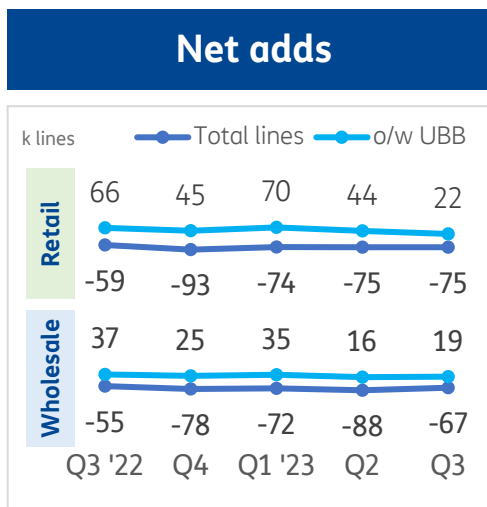 Net adds
k lines
Total lines
o/w UBB
Retail
66 45 70 44 22
-59 -93 -74 -75 -75
Wholesale
37 25 35 16 19
-55 -78 -72 -88 -67
Q3 '22 Q4 Q1 '23 Q2 Q3